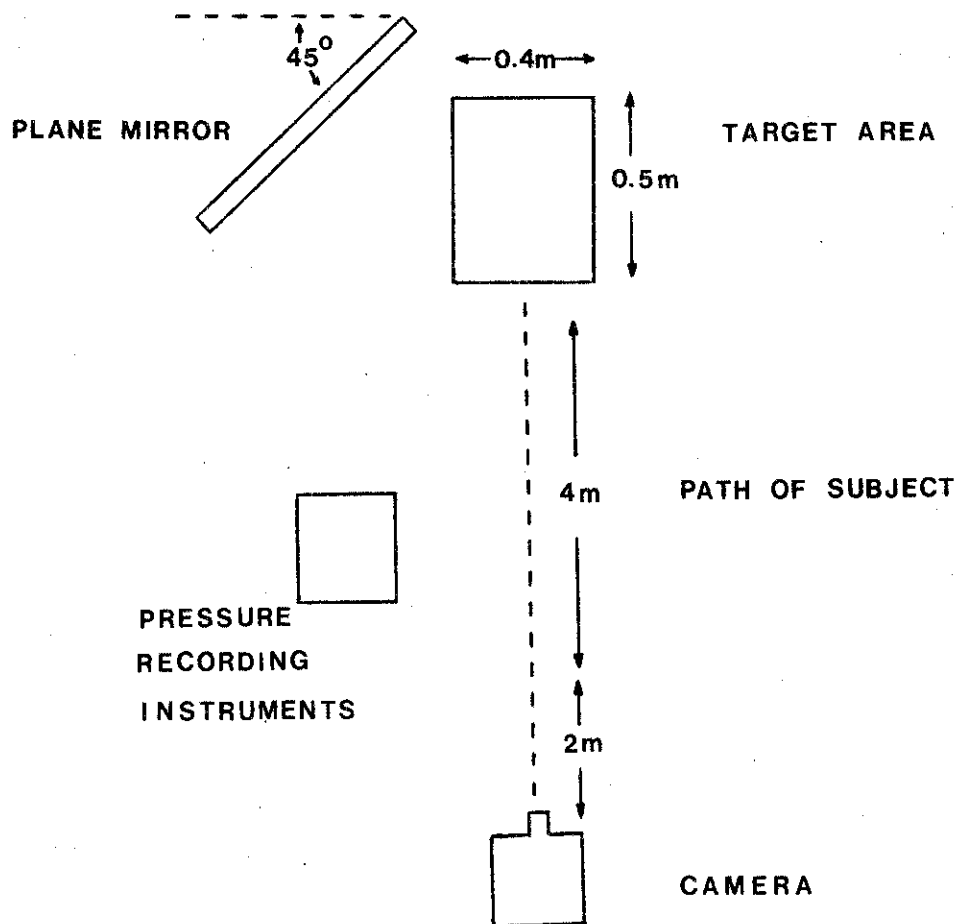 45°
0.4m
PLANE MIRROR
TARGET AREA
0.5m
4m
PATH OF SUBJECT
PRESSURE
RECORDING
INSTRUMENTS
2m
CAMERA